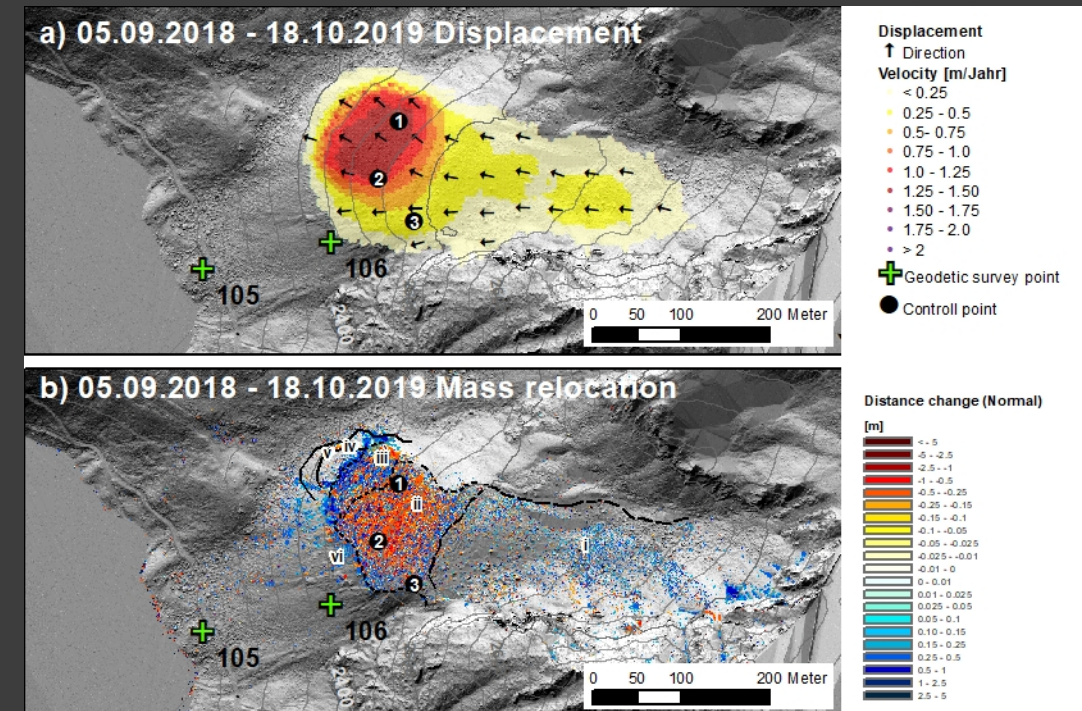 a) 05.09.2018 - 18.10.2019 Displacement
1
2
3
106
105
2400
0 50 100 200 Meter
Displacement
↑ Direction
Velocity [m/Jahr]
< 0.25
0.25 - 0.5
0.5- 0.75
0.75 - 1.0
1.0 - 1.25
1.25 - 1.50
1.50 - 1.75
1.75 - 2.0
> 2
Geodetic survey point
Controll point
b) 05.09.2018 - 18.10.2019 Mass relocation
iv
v
iii
1
ii
2
i
vi
3
106
105
2400
0 50 100 200 Meter
Distance change (Normal)
[m]
< - 5
-5 - -2.5
-2.5 - -1
-1 - -0.5
-0.5 - -0.25
-0.25 - -0.15
-0.15 - -0.1
-0.1 - -0.05
-0.05 - -0.025
-0.025 - -0.01
-0.01 - 0
0 - 0.01
0.01 - 0.025
0.025 - 0.05
0.05 - 0.1
0.10 - 0.15
0.15 - 0.25
0.25 - 0.5
0.5 - 1
1 - 2.5
2.5 - 5